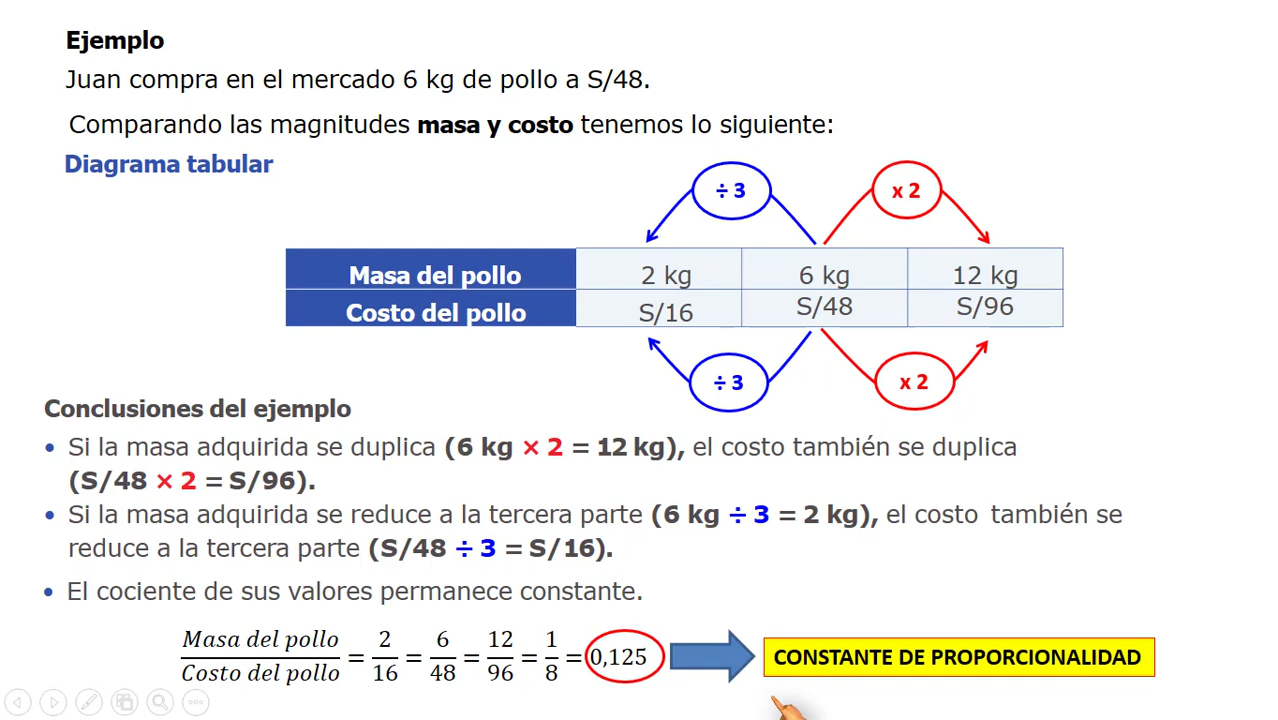 Ejemplo
Juan compra en el mercado 6 kg de pollo a S/48.
Comparando las magnitudes masa y costo tenemos lo siguiente:
Diagrama tabular
÷ 3
x 2
Masa del pollo 2 kg 6 kg 12 kg
Costo del pollo S/16 S/48 S/96
÷ 3
x 2
Conclusiones del ejemplo
• Si la masa adquirida se duplica (6 kg × 2 = 12 kg), el costo también se duplica
(S/48 × 2 = S/96).
• Si la masa adquirida se reduce a la tercera parte (6 kg ÷ 3 = 2 kg), el costo también se
reduce a la tercera parte (S/48 ÷ 3 = S/16).
• El cociente de sus valores permanece constante.
Masa del pollo/Costo del pollo = 2/16 = 6/48 = 12/96 = 1/8 = 0,125
CONSTANTE DE PROPORCIONALIDAD